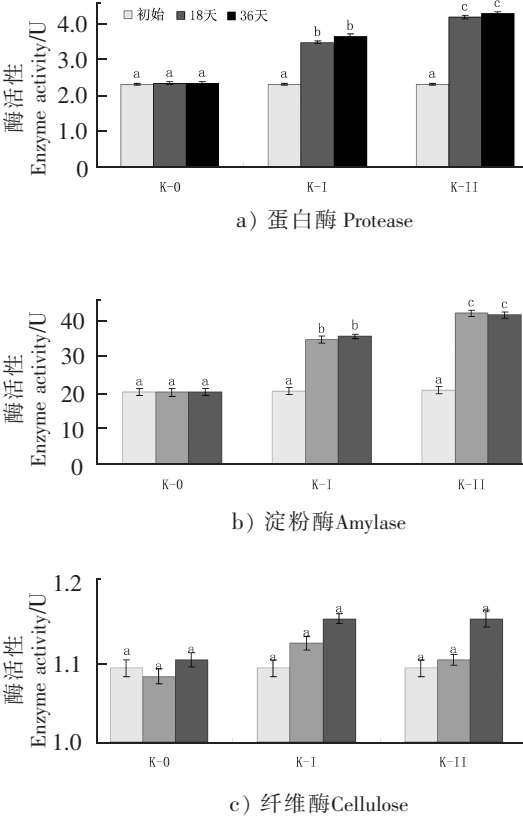 酶活性
Enzyme activity/U
初始 18天 36天
4.0
3.0
2.0
1.0
0
a a a a b b a c c
K-0 K-I K-II
a) 蛋白酶 Protease
酶活性
Enzyme activity/U
40
30
20
10
0
a a a a b b a c c
K-0 K-I K-II
b) 淀粉酶Amylase
酶活性
Enzyme activity/U
1.2
1.1
1.0
a a a a a a a a a
K-0 K-I K-II
c) 纤维酶Cellulose